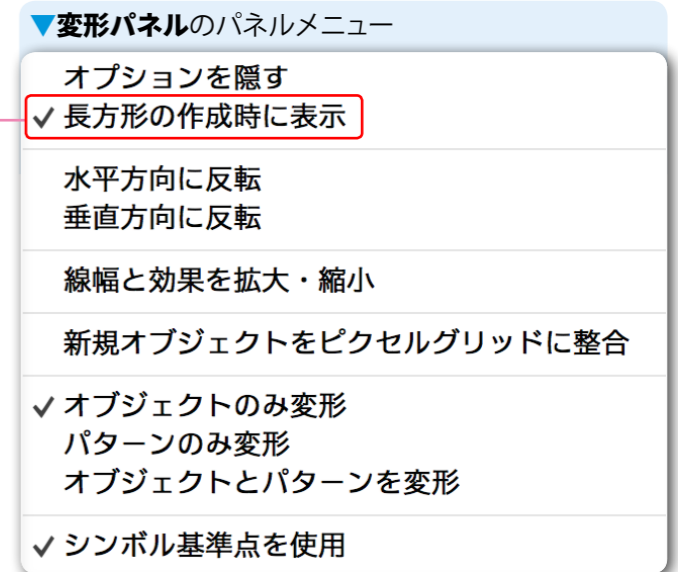 ▼変形パネルのパネルメニュー
オプションを隠す
✓長方形の作成時に表示
水平方向に反転
垂直方向に反転
線幅と効果を拡大・縮小
新規オブジェクトをピクセルグリッドに整合
✓オブジェクトのみ変形
パターンのみ変形
オブジェクトとパターンを変形
✓シンボル基準点を使用